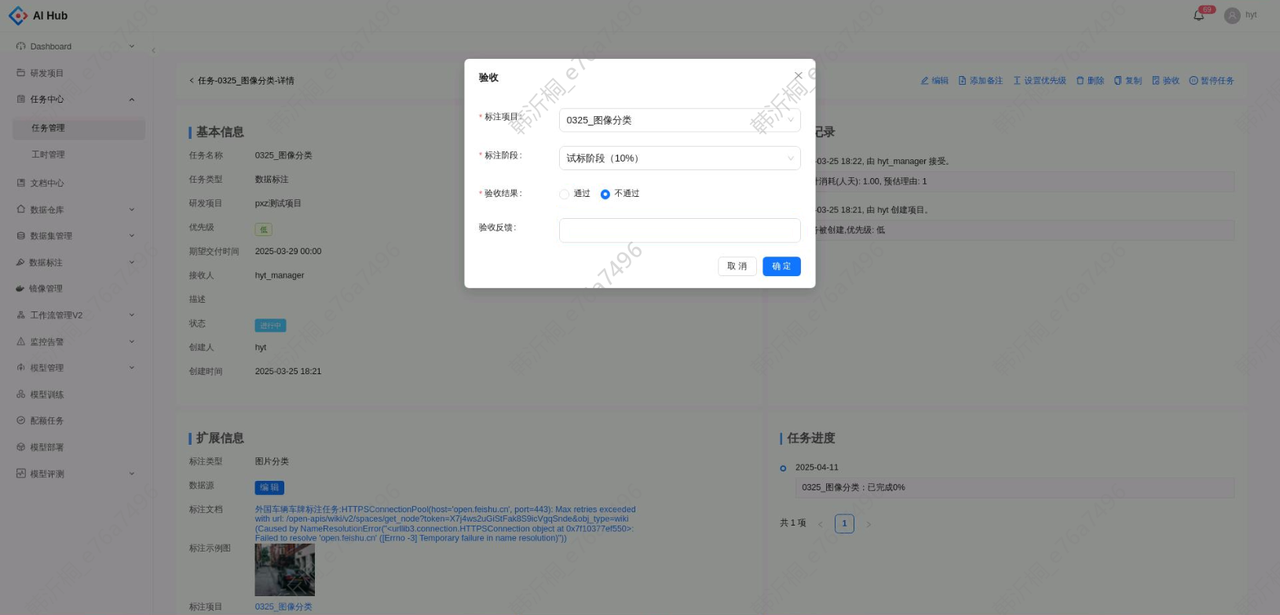 AI Hub
69
hyt
Dashboard
研发项目
任务中心
任务管理
工时管理
文档中心
数据仓库
数据集管理
数据标注
镜像管理
工作流管理V2
监控告警
模型管理
模型训练
配额任务
模型部署
模型评测
任务-0325_图像分类-详情
编辑
添加备注
设置优先级
删除
复制
验收
暂停任务
基本信息
任务名称 0325_图像分类
任务类型 数据标注
研发项目 pxz测试项目
优先级 低
期望交付时间 2025-03-29 00:00
接收人 hyt_manager
描述
状态 进行中
创建人 hyt
创建时间 2025-03-25 18:21
验收
* 标注项目: 0325_图像分类
* 标注阶段: 试标阶段（10%）
* 验收结果: 通过 不通过
验收反馈:
取 消 确 定
记录
-03-25 18:22, 由 hyt_manager 接受。
消耗(人天): 1.00, 预估理由: 1
-03-25 18:21, 由 hyt 创建项目。
被创建,优先级: 低
扩展信息
标注类型 图片分类
数据源 编 辑
标注文档 外国车辆车牌标注任务:HTTPSConnectionPool(host='open.feishu.cn', port=443): Max retries exceeded
with url: /open-apis/wiki/v2/spaces/get_node?token=X7j4ws2uGiStFak8S9icVgqSnde&obj_type=wiki
(Caused by NameResolutionError("<urllib3.connection.HTTPSConnection object at 0x7f10377ef550>:
Failed to resolve 'open.feishu.cn' ([Errno -3] Temporary failure in name resolution)"))
标注示例图
标注项目 0325_图像分类
任务进度
2025-04-11
0325_图像分类：已完成0%
共 1 项 1
韩沂桐_e76a7496